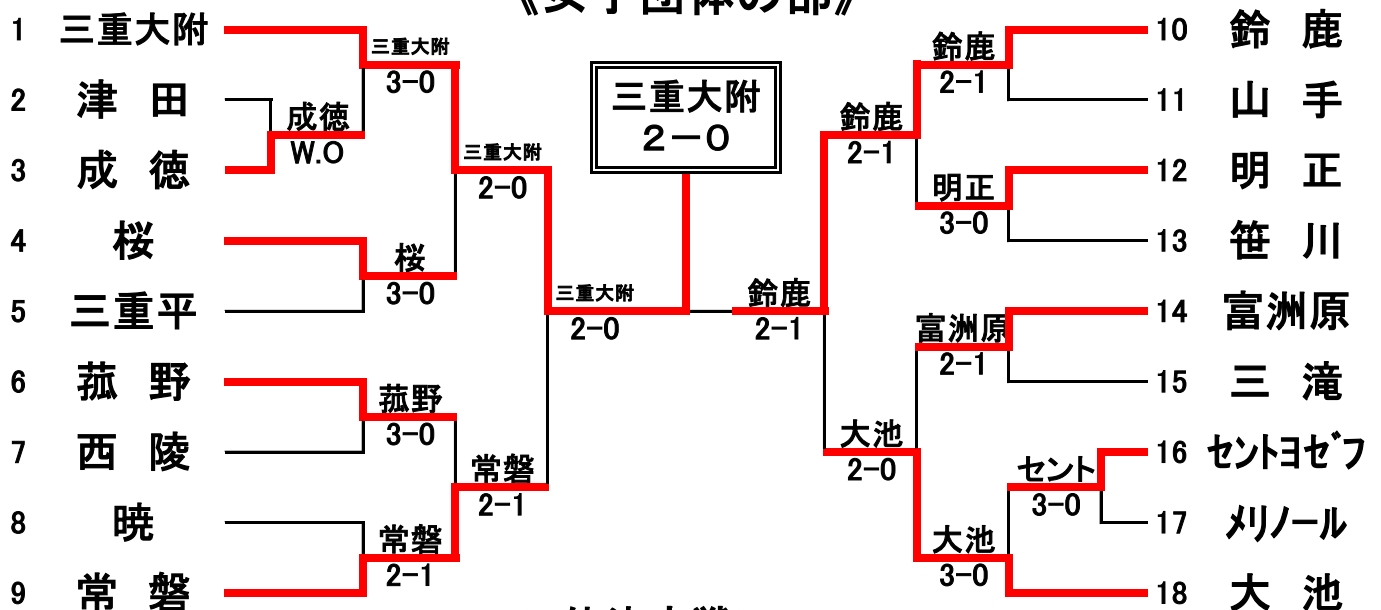 《女子団体の部》
1 三重大附
2 津田
3 成徳
4 桜
5 三重平
6 菰野
7 西陵
8 暁
9 常磐
成徳
W.O
三重大附
3-0
桜
3-0
菰野
3-0
常磐
2-1
三重大附
2-0
常磐
2-1
三重大附
2-0
三重大附
2-0
鈴鹿
2-1
鈴鹿
2-1
大池
2-0
鈴鹿
2-1
明正
3-0
富洲原
2-1
大池
3-0
セント
3-0
10 鈴鹿
11 山手
12 明正
13 笹川
14 富洲原
15 三滝
16 セントヨゼフ
17 メリノール
18 大池